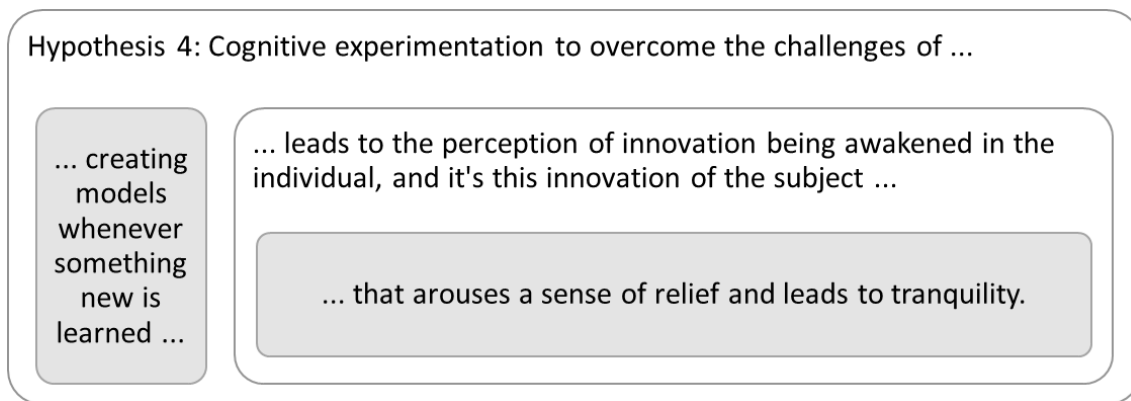 Hypothesis 4: Cognitive experimentation to overcome the challenges of ...
... creating
models
whenever
something
new is
learned ...
... leads to the perception of innovation being awakened in the
individual, and it's this innovation of the subject ...
... that arouses a sense of relief and leads to tranquility.